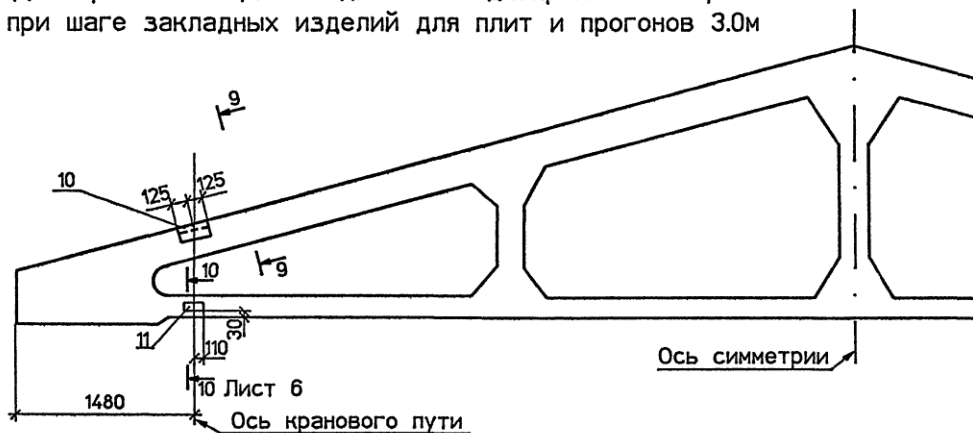 при шаге закладных изделий для плит и прогонов 3.0м
9
10
125
125
10
9
11
30
110
Ось симметрии
10 Лист 6
1480
Ось кранового пути